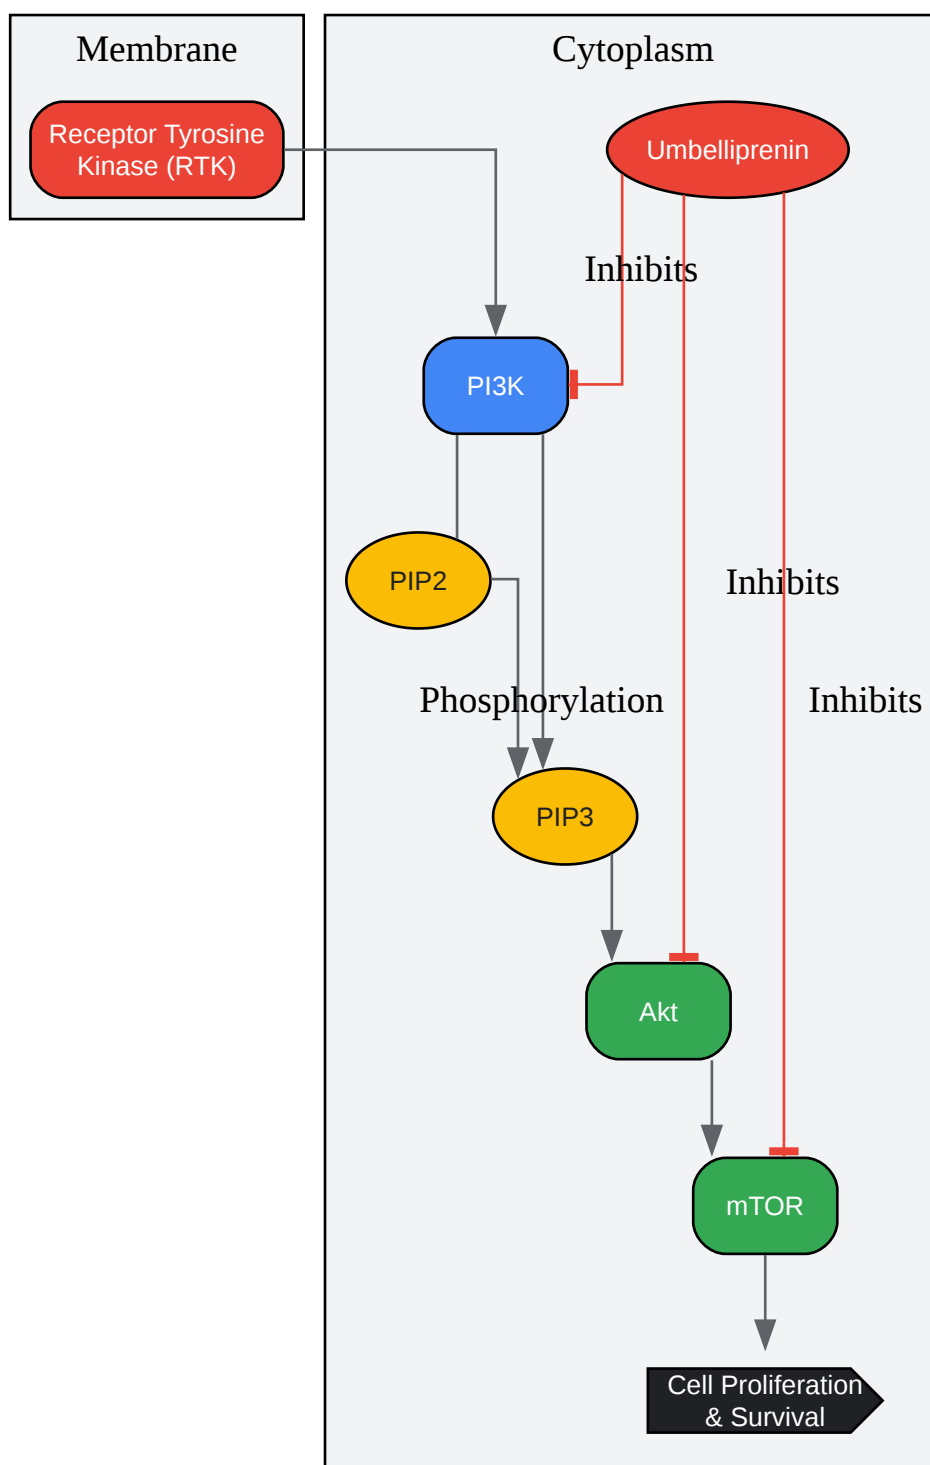 Membrane
Cytoplasm
Receptor Tyrosine
Kinase (RTK)
Umbelliprenin
Inhibits
PI3K
PIP2
Inhibits
Phosphorylation
Inhibits
PIP3
Akt
mTOR
Cell Proliferation
& Survival